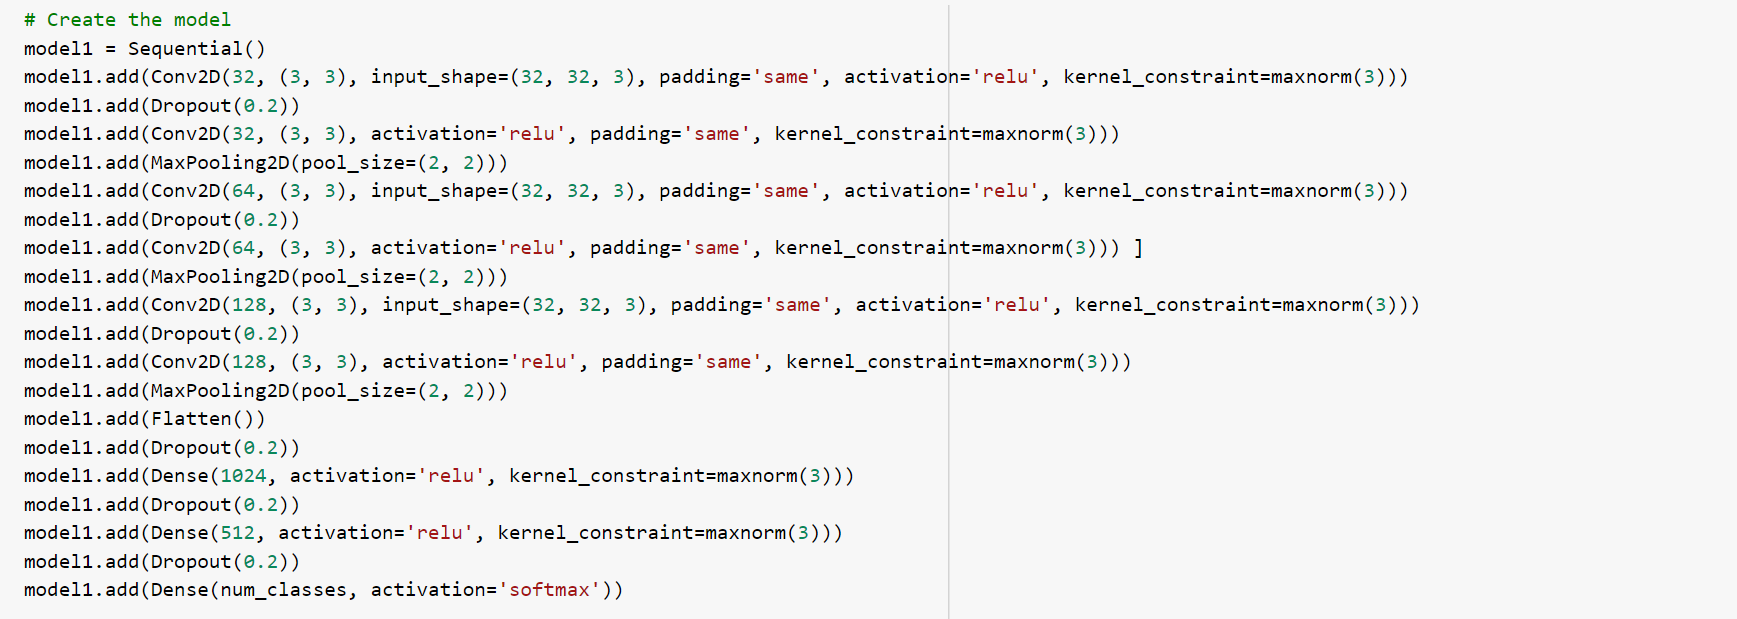 # Create the model
model1 = Sequential()
model1.add(Conv2D(32, (3, 3), input_shape=(32, 32, 3), padding='same', activation='relu', kernel_constraint=maxnorm(3)))
model1.add(Dropout(0.2))
model1.add(Conv2D(32, (3, 3), activation='relu', padding='same', kernel_constraint=maxnorm(3)))
model1.add(MaxPooling2D(pool_size=(2, 2)))
model1.add(Conv2D(64, (3, 3), input_shape=(32, 32, 3), padding='same', activation='relu', kernel_constraint=maxnorm(3)))
model1.add(Dropout(0.2))
model1.add(Conv2D(64, (3, 3), activation='relu', padding='same', kernel_constraint=maxnorm(3))) ]
model1.add(MaxPooling2D(pool_size=(2, 2)))
model1.add(Conv2D(128, (3, 3), input_shape=(32, 32, 3), padding='same', activation='relu', kernel_constraint=maxnorm(3)))
model1.add(Dropout(0.2))
model1.add(Conv2D(128, (3, 3), activation='relu', padding='same', kernel_constraint=maxnorm(3)))
model1.add(MaxPooling2D(pool_size=(2, 2)))
model1.add(Flatten())
model1.add(Dropout(0.2))
model1.add(Dense(1024, activation='relu', kernel_constraint=maxnorm(3)))
model1.add(Dropout(0.2))
model1.add(Dense(512, activation='relu', kernel_constraint=maxnorm(3)))
model1.add(Dropout(0.2))
model1.add(Dense(num_classes, activation='softmax'))